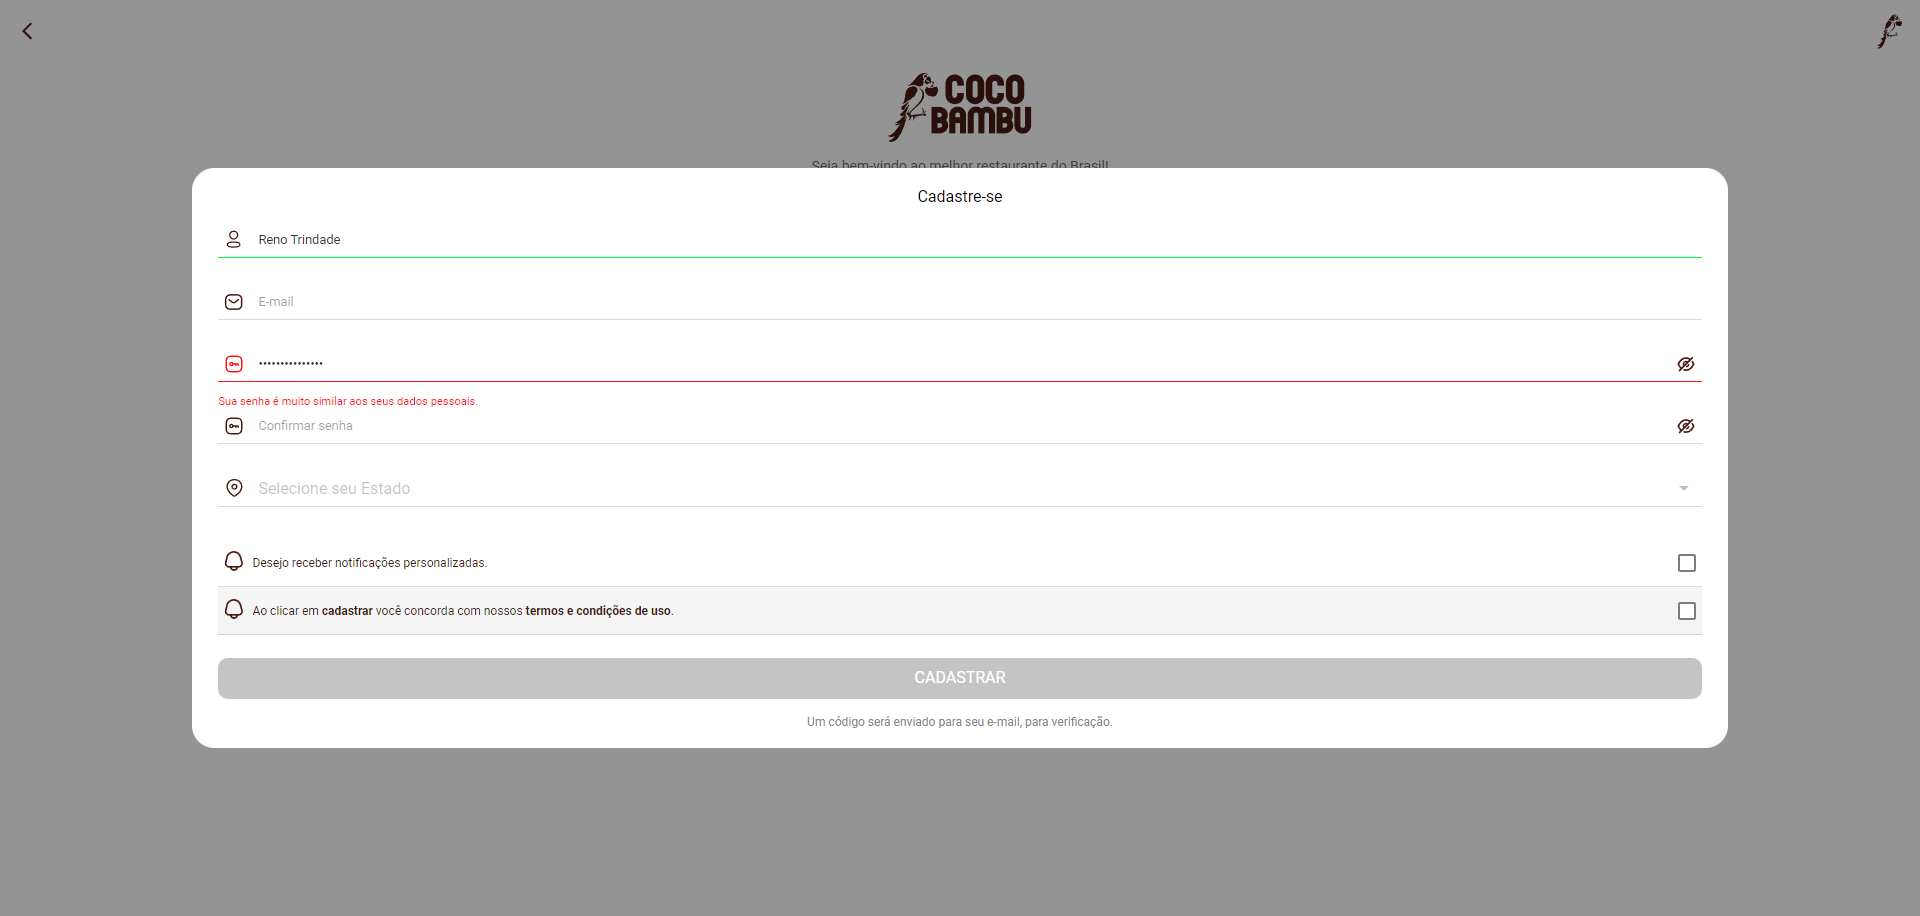 COCO
BAMBU
Seja bem-vindo ao melhor restaurante do Brasil!
Cadastre-se
Reno Trindade
E-mail
•••••••••••••••
Sua senha é muito similar aos seus dados pessoais.
Confirmar senha
Selecione seu Estado
Desejo receber notificações personalizadas.
Ao clicar em cadastrar você concorda com nossos termos e condições de uso.
CADASTRAR
Um código será enviado para seu e-mail, para verificação.